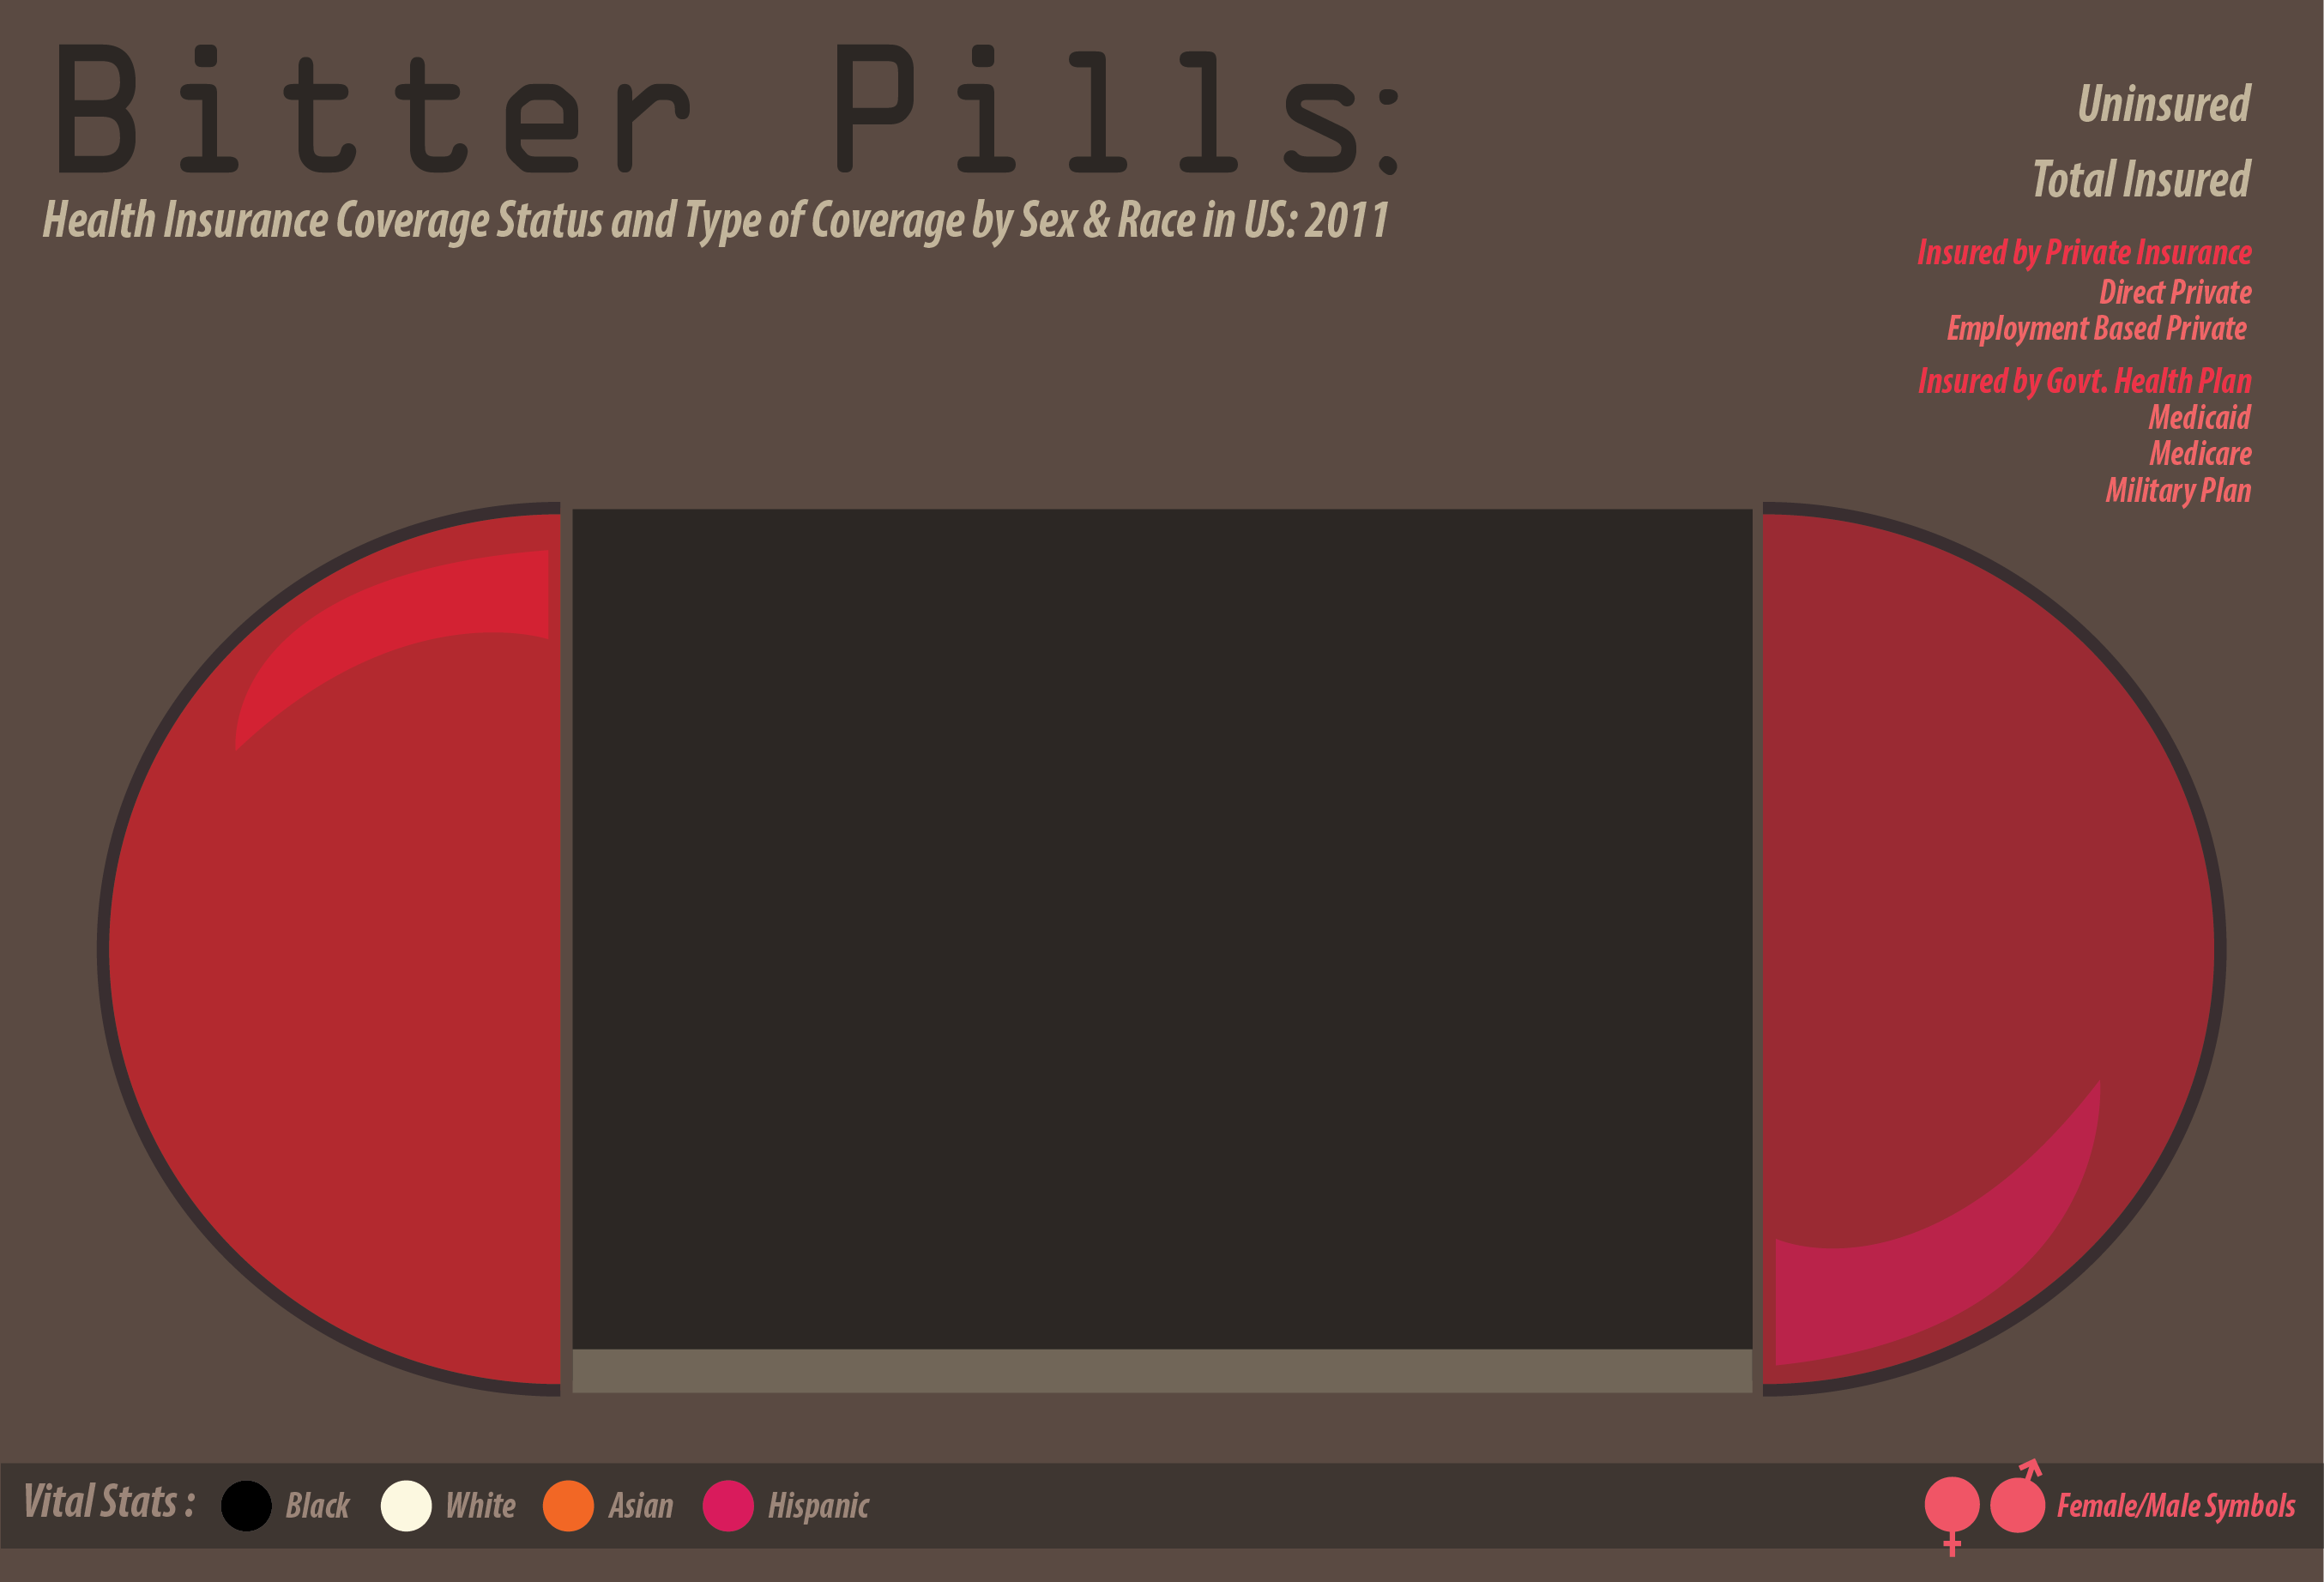 Bitter Pills:
Health Insurance Coverage Status and Type of Coverage by Sex & Race in US: 2011
Uninsured
Total Insured
Insured by Private Insurance
Direct Private
Employment Based Private
Insured by Govt. Health Plan
Medicaid
Medicare
Military Plan
Vital Stats : Black White Asian Hispanic Female/Male Symbols